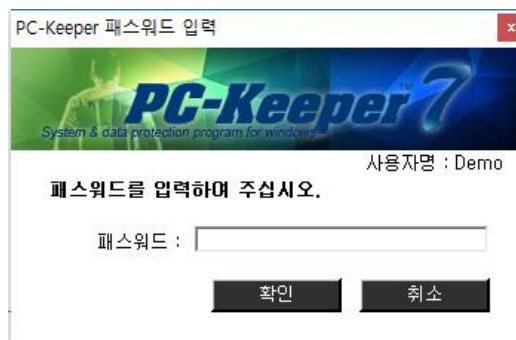 PC-Keeper 패스워드 입력
x
PC-Keeper™ 7
System & data protection program for windows
사용자명 : Demo
패스워드를 입력하여 주십시오.
패스워드 :
확인
취소